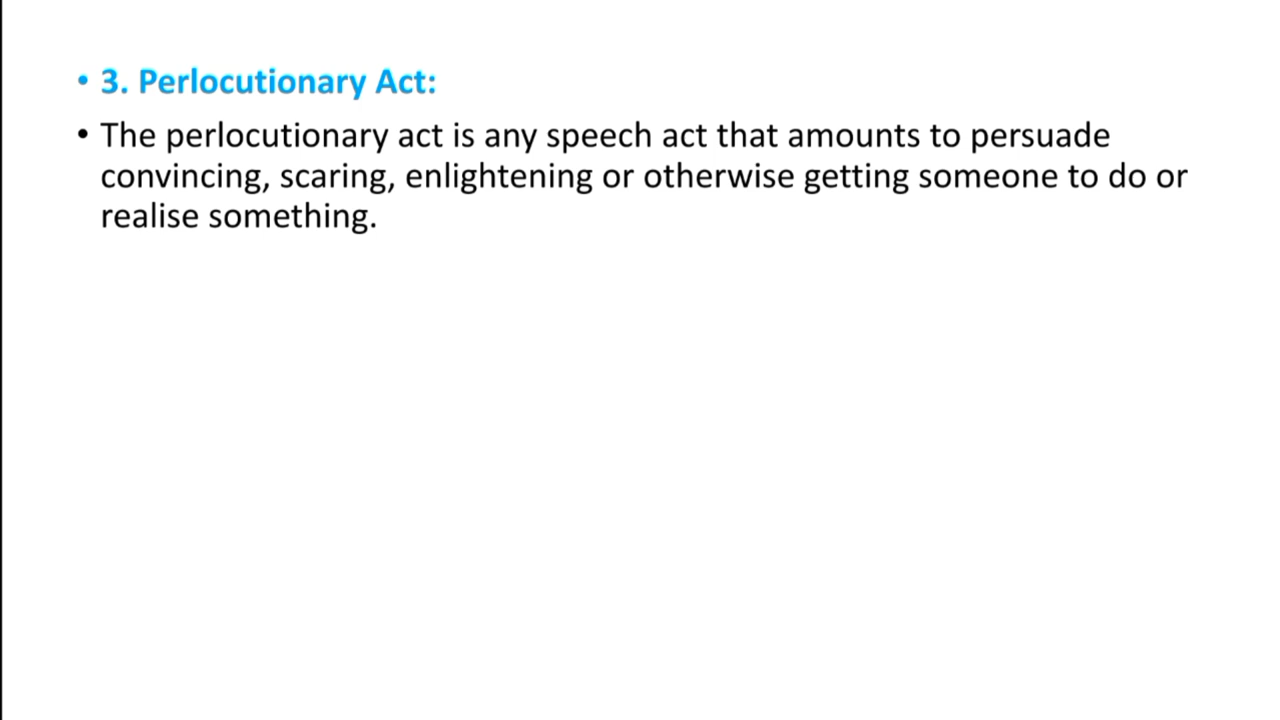 • 3. Perlocutionary Act:
• The perlocutionary act is any speech act that amounts to persuade
convincing, scaring, enlightening or otherwise getting someone to do or
realise something.